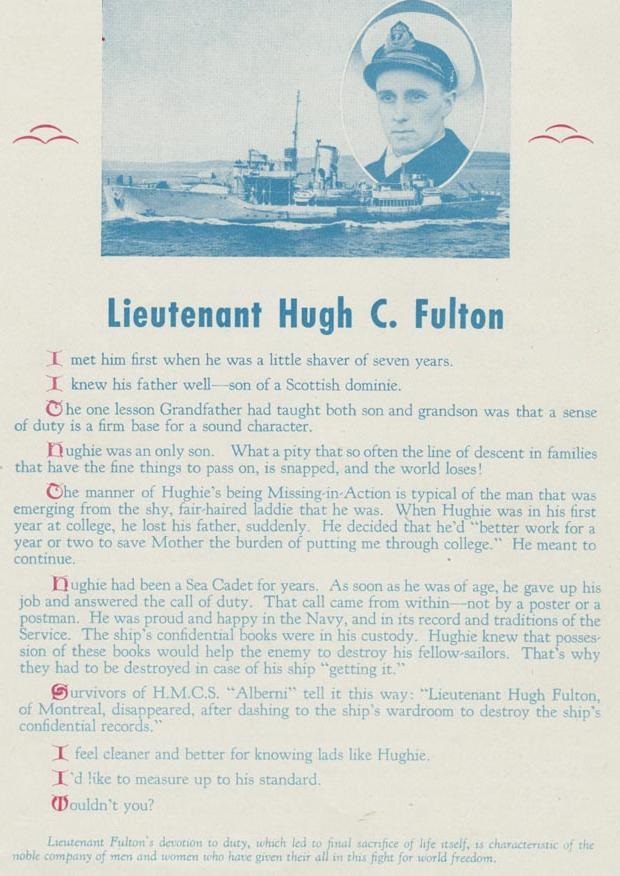 Lieutenant Hugh C. Fulton
I met him first when he was a little shaver of seven years.
I knew his father well—son of a Scottish dominie.
The one lesson Grandfather had taught both son and grandson was that a sense
of duty is a firm base for a sound character.
Hughie was an only son. What a pity that so often the line of descent in families
that have the fine things to pass on, is snapped, and the world loses!
The manner of Hughie's being Missing-in-Action is typical of the man that was
emerging from the shy, fair-haired laddie that he was. When Hughie was in his first
year at college, he lost his father, suddenly. He decided that he'd "better work for a
year or two to save Mother the burden of putting me through college." He meant to
continue.
Hughie had been a Sea Cadet for years. As soon as he was of age, he gave up his
job and answered the call of duty. That call came from within—not by a poster or a
postman. He was proud and happy in the Navy, and in its record and traditions of the
Service. The ship's confidential books were in his custody. Hughie knew that posses-
sion of these books would help the enemy to destroy his fellow-sailors. That's why
they had to be destroyed in case of his ship "getting it."
Survivors of H.M.C.S. "Alberni" tell it this way: "Lieutenant Hugh Fulton,
of Montreal, disappeared, after dashing to the ship's wardroom to destroy the ship's
confidential records."
I feel cleaner and better for knowing lads like Hughie.
I'd like to measure up to his standard.
Wouldn't you?
Lieutenant Fulton's devotion to duty, which led to final sacrifice of life itself, is characteristic of the
noble company of men and women who have given their all in this fight for world freedom.